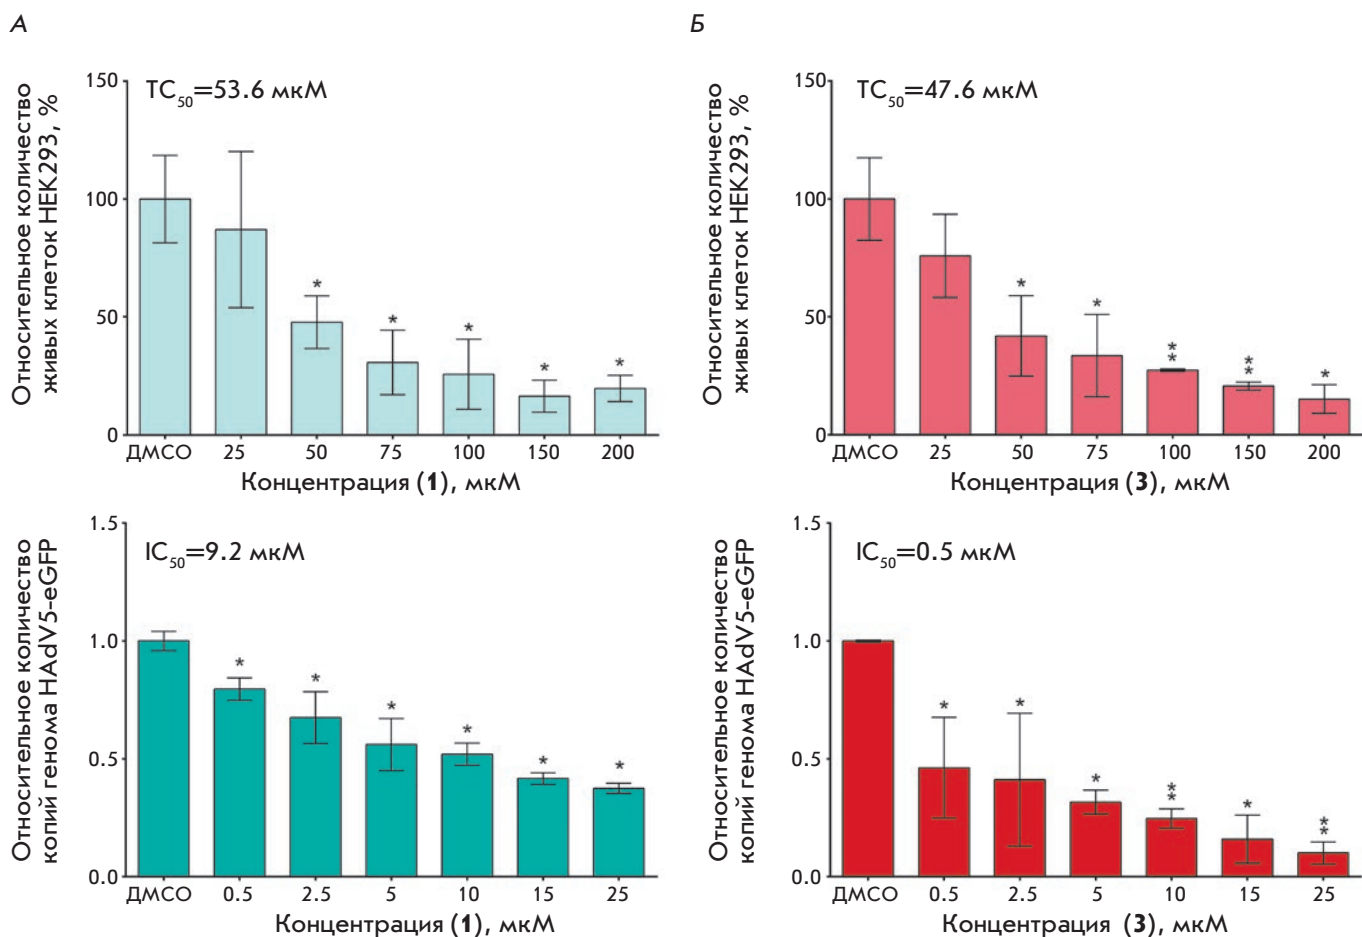 А
Относительное количество
живых клеток HEK293, %
150
100
50
0
TC50=53.6 мкМ
*
*
*
*
*
ДМСО 25 50 75 100 150 200
Концентрация (1), мкМ
Относительное количество
копий генома HAdV5-eGFP
1.5
1.0
0.5
0.0
IC50=9.2 мкМ
*
*
*
*
*
*
ДМСО 0.5 2.5 5 10 15 25
Концентрация (1), мкМ
Б
Относительное количество
живых клеток HEK293, %
150
100
50
0
TC50=47.6 мкМ
*
*
**
**
*
ДМСО 25 50 75 100 150 200
Концентрация (3), мкМ
Относительное количество
копий генома HAdV5-eGFP
1.5
1.0
0.5
0.0
IC50=0.5 мкМ
*
*
*
**
*
**
ДМСО 0.5 2.5 5 10 15 25
Концентрация (3), мкМ